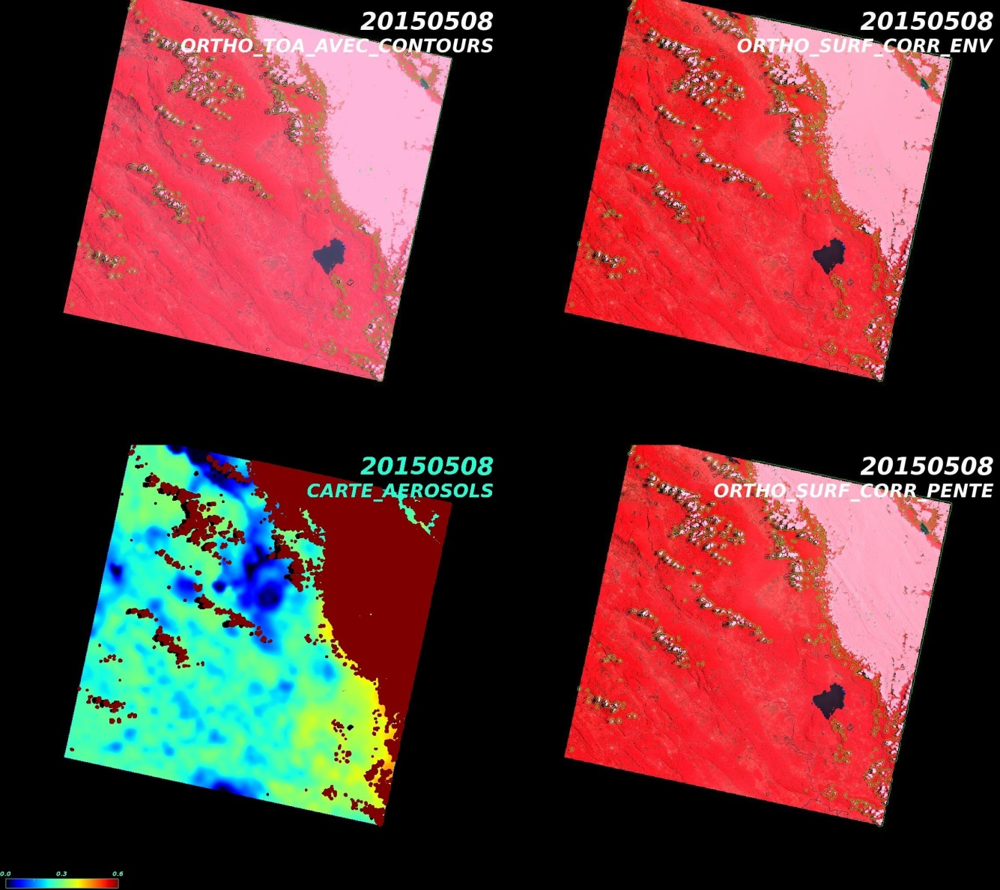 20150508
ORTHO_TOA_AVEC_CONTOURS
20150508
ORTHO_SURF_CORR_ENV
20150508
CARTE_AEROSOLS
20150508
ORTHO_SURF_CORR_PENTE
0.0 0.3 0.6